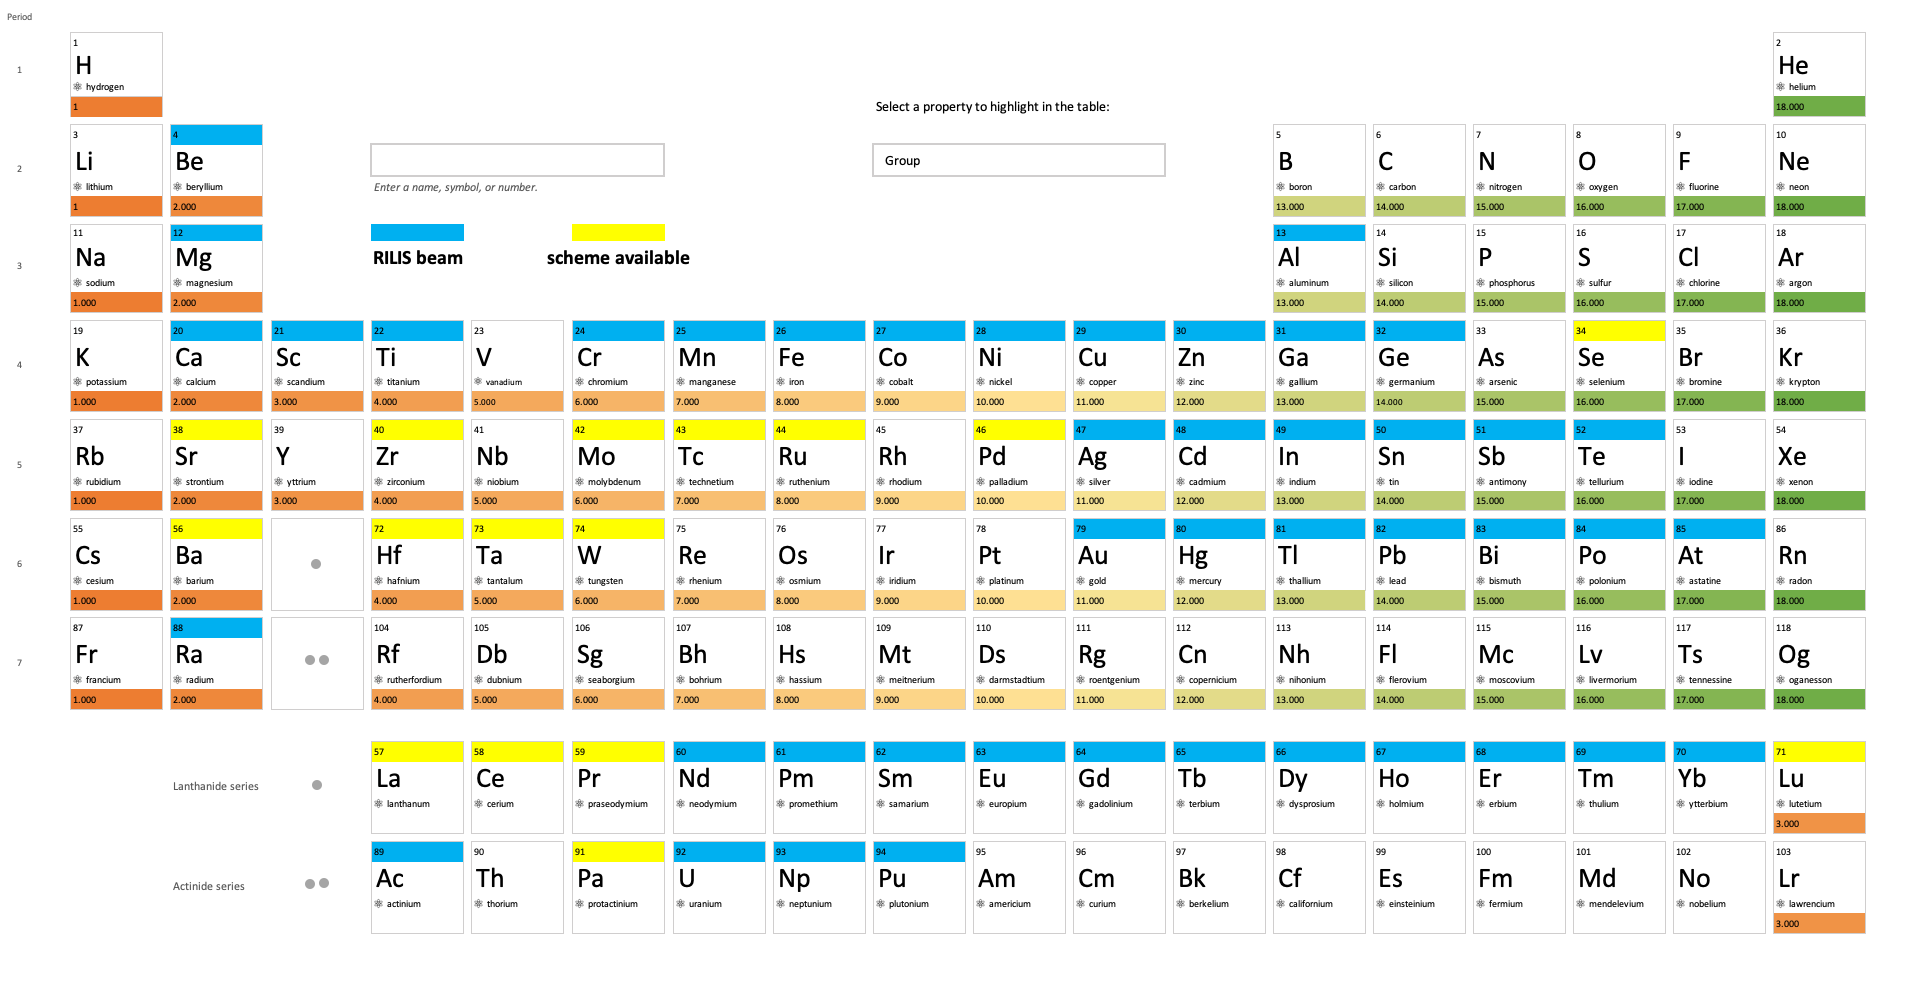 Period
1 2
1 H He
hydrogen helium
1 18.000
Select a property to highlight in the table:
3 4 5 6 7 8 9 10
2 Li Be B C N O F Ne
Group
lithium beryllium boron carbon nitrogen oxygen fluorine neon
Enter a name, symbol, or number.
1 2.000 13.000 14.000 15.000 16.000 17.000 18.000
11 12 13 14 15 16 17 18
3 Na Mg RILIS beam scheme available Al Si P S Cl Ar
sodium magnesium aluminum silicon phosphorus sulfur chlorine argon
1.000 2.000 13.000 14.000 15.000 16.000 17.000 18.000
19 20 21 22 23 24 25 26 27 28 29 30 31 32 33 34 35 36
4 K Ca Sc Ti V Cr Mn Fe Co Ni Cu Zn Ga Ge As Se Br Kr
potassium calcium scandium titanium vanadium chromium manganese iron cobalt nickel copper zinc gallium germanium arsenic selenium bromine krypton
1.000 2.000 3.000 4.000 5.000 6.000 7.000 8.000 9.000 10.000 11.000 12.000 13.000 14.000 15.000 16.000 17.000 18.000
37 38 39 40 41 42 43 44 45 46 47 48 49 50 51 52 53 54
5 Rb Sr Y Zr Nb Mo Tc Ru Rh Pd Ag Cd In Sn Sb Te I Xe
rubidium strontium yttrium zirconium niobium molybdenum technetium ruthenium rhodium palladium silver cadmium indium tin antimony tellurium iodine xenon
1.000 2.000 3.000 4.000 5.000 6.000 7.000 8.000 9.000 10.000 11.000 12.000 13.000 14.000 15.000 16.000 17.000 18.000
55 56 72 73 74 75 76 77 78 79 80 81 82 83 84 85 86
6 Cs Ba Hf Ta W Re Os Ir Pt Au Hg Tl Pb Bi Po At Rn
cesium barium hafnium tantalum tungsten rhenium osmium iridium platinum gold mercury thallium lead bismuth polonium astatine radon
1.000 2.000 4.000 5.000 6.000 7.000 8.000 9.000 10.000 11.000 12.000 13.000 14.000 15.000 16.000 17.000 18.000
87 88 104 105 106 107 108 109 110 111 112 113 114 115 116 117 118
7 Fr Ra Rf Db Sg Bh Hs Mt Ds Rg Cn Nh Fl Mc Lv Ts Og
francium radium rutherfordium dubnium seaborgium bohrium hassium meitnerium darmstadtium roentgenium copernicium nihonium flerovium moscovium livermorium tennessine oganesson
1.000 2.000 4.000 5.000 6.000 7.000 8.000 9.000 10.000 11.000 12.000 13.000 14.000 15.000 16.000 17.000 18.000
57 58 59 60 61 62 63 64 65 66 67 68 69 70 71
Lanthanide series La Ce Pr Nd Pm Sm Eu Gd Tb Dy Ho Er Tm Yb Lu
lanthanum cerium praseodymium neodymium promethium samarium europium gadolinium terbium dysprosium holmium erbium thulium ytterbium lutetium
3.000
89 90 91 92 93 94 95 96 97 98 99 100 101 102 103
Actinide series Ac Th Pa U Np Pu Am Cm Bk Cf Es Fm Md No Lr
actinium thorium protactinium uranium neptunium plutonium americium curium berkelium californium einsteinium fermium mendelevium nobelium lawrencium
3.000